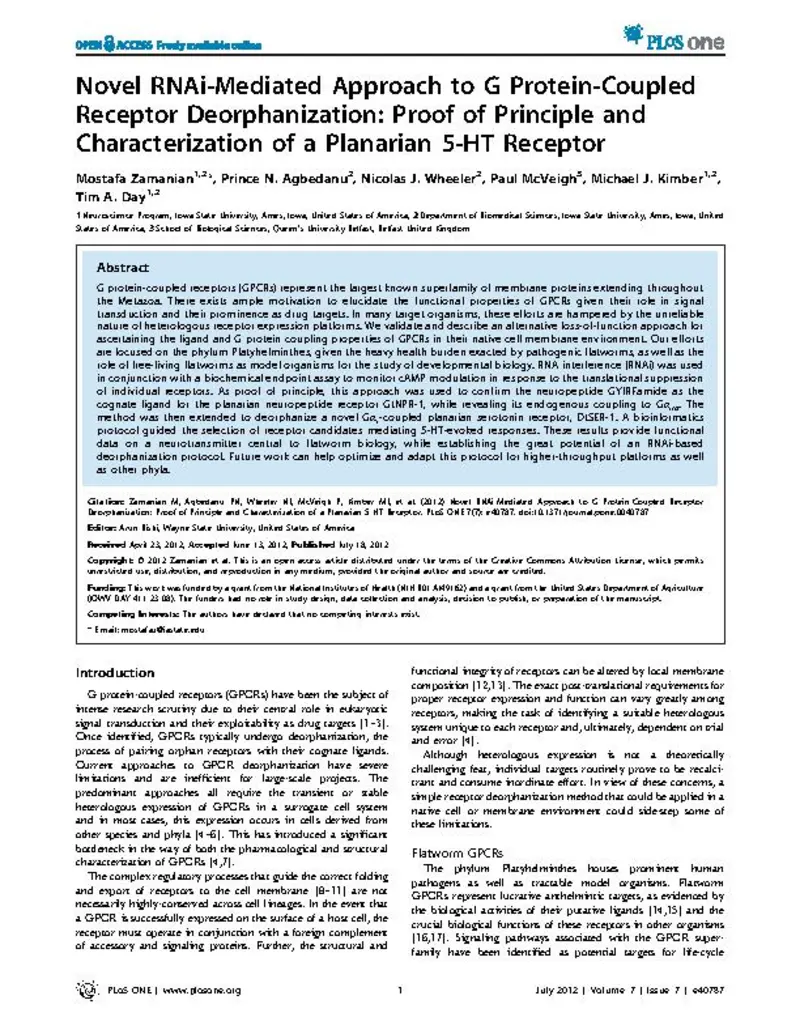 OPEN ACCESS Freely available online
PLoS one
Novel RNAi-Mediated Approach to G Protein-Coupled
Receptor Deorphanization: Proof of Principle and
Characterization of a Planarian 5-HT Receptor
Mostafa Zamanian1,2*, Prince N. Agbedanu2, Nicolas J. Wheeler2, Paul McVeigh3, Michael J. Kimber1,2,
Tim A. Day1,2
1 Neuroscience Program, Iowa State University, Ames, Iowa, United States of America, 2 Department of Biomedical Sciences, Iowa State University, Ames, Iowa, United
States of America, 3 School of Biological Sciences, Queen's University Belfast, Belfast, United Kingdom
Abstract
G protein-coupled receptors (GPCRs) represent the largest known superfamily of membrane proteins extending throughout
the Metazoa. There exists ample motivation to elucidate the functional properties of GPCRs given their role in signal
transduction and their prominence as drug targets. In many target organisms, these efforts are hampered by the unreliable
nature of heterologous receptor expression platforms. We validate and describe an alternative loss-of-function approach for
ascertaining the ligand and G protein coupling properties of GPCRs in their native cell membrane environment. Our efforts
are focused on the phylum Platyhelminthes, given the heavy health burden exacted by pathogenic flatworms, as well as the
role of free-living flatworms as model organisms for the study of developmental biology. RNA interference (RNAi) was used
in conjunction with a biochemical endpoint assay to monitor cAMP modulation in response to the translational suppression
of individual receptors. As proof of principle, this approach was used to confirm the neuropeptide GYIRFamide as the
cognate ligand for the planarian neuropeptide receptor GtNPR-1, while revealing its endogenous coupling to Gαi/o. The
method was then extended to deorphanize a novel Gαs-coupled planarian serotonin receptor, DtSER-1. A bioinformatics
protocol guided the selection of receptor candidates mediating 5-HT-evoked responses. These results provide functional
data on a neurotransmitter central to flatworm biology, while establishing the great potential of an RNAi-based
deorphanization protocol. Future work can help optimize and adapt this protocol for higher-throughput platforms as well
as other phyla.
Citation: Zamanian M, Agbedanu PN, Wheeler NJ, McVeigh P, Kimber MJ, et al. (2012) Novel RNAi-Mediated Approach to G Protein-Coupled Receptor
Deorphanization: Proof of Principle and Characterization of a Planarian 5-HT Receptor. PLoS ONE 7(7): e40787. doi:10.1371/journal.pone.0040787
Editor: Arun Rishi, Wayne State University, United States of America
Received April 23, 2012; Accepted June 13, 2012; Published July 18, 2012
Copyright: © 2012 Zamanian et al. This is an open-access article distributed under the terms of the Creative Commons Attribution License, which permits
unrestricted use, distribution, and reproduction in any medium, provided the original author and source are credited.
Funding: This work was funded by a grant from the National Institutes of Health (NIH R01 AI49162) and a grant from the United States Department of Agriculture
The funders had no role in study design, data collection and analysis, decision to publish, or preparation of the manuscript.
Competing Interests: The authors have declared that no competing interests exist.
* Email: mostafaz@iastate.edu
Introduction
G protein-coupled receptors (GPCRs) have been the subject of
intense research scrutiny due to their central role in eukaryotic
signal transduction and their exploitability as drug targets [1–3].
Once identified, GPCRs typically undergo deorphanization, the
process of pairing orphan receptors with their cognate ligands.
Current approaches to GPCR deorphanization have severe
limitations and are inefficient for large-scale projects. The
predominant approaches all require the transient or stable
heterologous expression of GPCRs in a surrogate cell system
and in most cases, this expression occurs in cells derived from
other species and phyla [4–6]. This has introduced a significant
bottleneck in the way of both the pharmacological and structural
characterization of GPCRs [4,7].
The complex regulatory processes that guide the correct folding
and export of receptors to the cell membrane [8–11] are not
necessarily highly-conserved across cell lineages. In the event that
a GPCR is successfully expressed on the surface of a host cell, the
receptor must operate in conjunction with a foreign complement
of accessory and signaling proteins. Further, the structural and
functional integrity of receptors can be altered by local membrane
composition [12,13]. The exact post-translational requirements for
proper receptor expression and function can vary greatly among
receptors, making the task of identifying a suitable heterologous
system unique to each receptor and, ultimately, dependent on trial
and error [4].
Although heterologous expression is not a theoretically
challenging feat, individual targets routinely prove to be recalci-
trant and consume inordinate effort. In view of these concerns, a
simple receptor deorphanization method that could be applied in a
native cell or membrane environment could side-step some of
these limitations.
Flatworm GPCRs
The phylum Platyhelminthes houses prominent human
pathogens as well as tractable model organisms. Flatworm
GPCRs represent lucrative anthelmintic targets, as evidenced by
the biological activities of their putative ligands [14,15] and the
crucial biological functions of these receptors in other organisms
[16,17]. Signaling pathways associated with the GPCR super-
family have been identified as potential targets for life-cycle
PLoS ONE | www.plosone.org
1
July 2012 | Volume 7 | Issue 7 | e40787